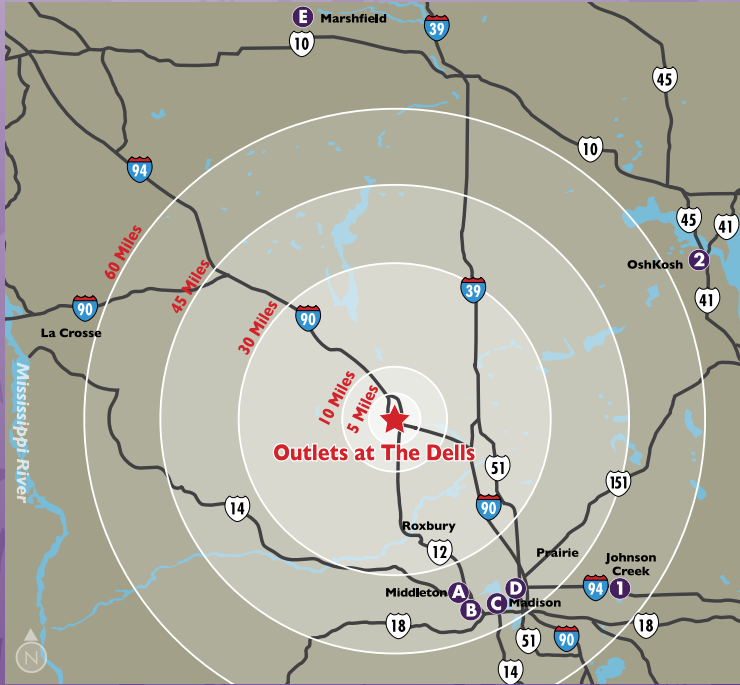 E Marshfield
39
10
45
10
94
45
41
60 Miles
OshKosh 2
45 Miles
39
41
90
30 Miles
90
La Crosse
10 Miles
5 Miles
Mississippi River
Outlets at The Dells
51
151
14
90
Roxbury
12
Prairie
Johnson
Creek
Middleton A
D
94
1
B
C
Madison
18
18
51
90
N
14